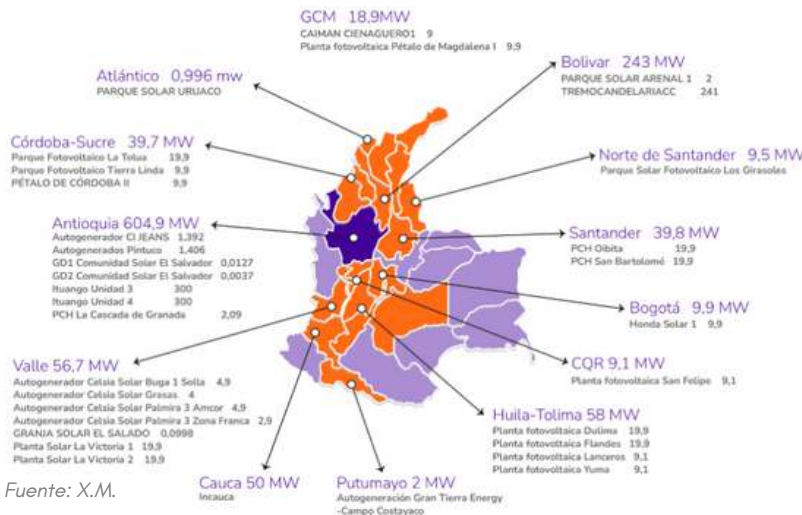 GCM 18,9MW
CAIMAN CIENAGUERO1 9
Planta fotovoltaica Pétalo de Magdalena I 9,9
Bolivar 243 MW
PARQUE SOLAR ARENAL 1 2
TREMOCANDELARIACC 241
Atlántico 0,996 mw
PARQUE SOLAR URUACO
Córdoba-Sucre 39,7 MW
Parque Fotovoltaico La Tolua 19,9
Parque Fotovoltaico Tierra Linda 9,9
PÉTALO DE CÓRDOBA II 9,9
Norte de Santander 9,5 MW
Parque Solar Fotovoltaico Los Girasoles
Antioquia 604,9 MW
Autogenerador CI JEANS 1,392
Autogenerados Pintuco 1,406
GD1 Comunidad Solar El Salvador 0,0127
GD2 Comunidad Solar El Salvador 0,0037
Ituango Unidad 3 300
Ituango Unidad 4 300
PCH La Cascada de Granada 2,09
Santander 39,8 MW
PCH Oibita 19,9
PCH San Bartolomé 19,9
Bogotá 9,9 MW
Honda Solar 1 9,9
CQR 9,1 MW
Planta fotovoltaica San Felipe 9,1
Valle 56,7 MW
Autogenerador Celsia Solar Buga 1 Solla 4,9
Autogenerador Celsia Solar Grasas 4
Autogenerador Celsia Solar Palmira 3 Amcor 4,9
Autogenerador Celsia Solar Palmira 3 Zona Franca 2,9
GRANJA SOLAR EL SALADO 0,0998
Planta Solar La Victoria 1 19,9
Planta Solar La Victoria 2 19,9
Huila-Tolima 58 MW
Planta fotovoltaica Dulima 19,9
Planta fotovoltaica Flandes 19,9
Planta fotovoltaica Lanceros 9,1
Planta fotovoltaica Yuma 9,1
Cauca 50 MW
Incauca
Putumayo 2 MW
Autogeneración Gran Tierra Energy
-Campo Costayaco
Fuente: X.M.